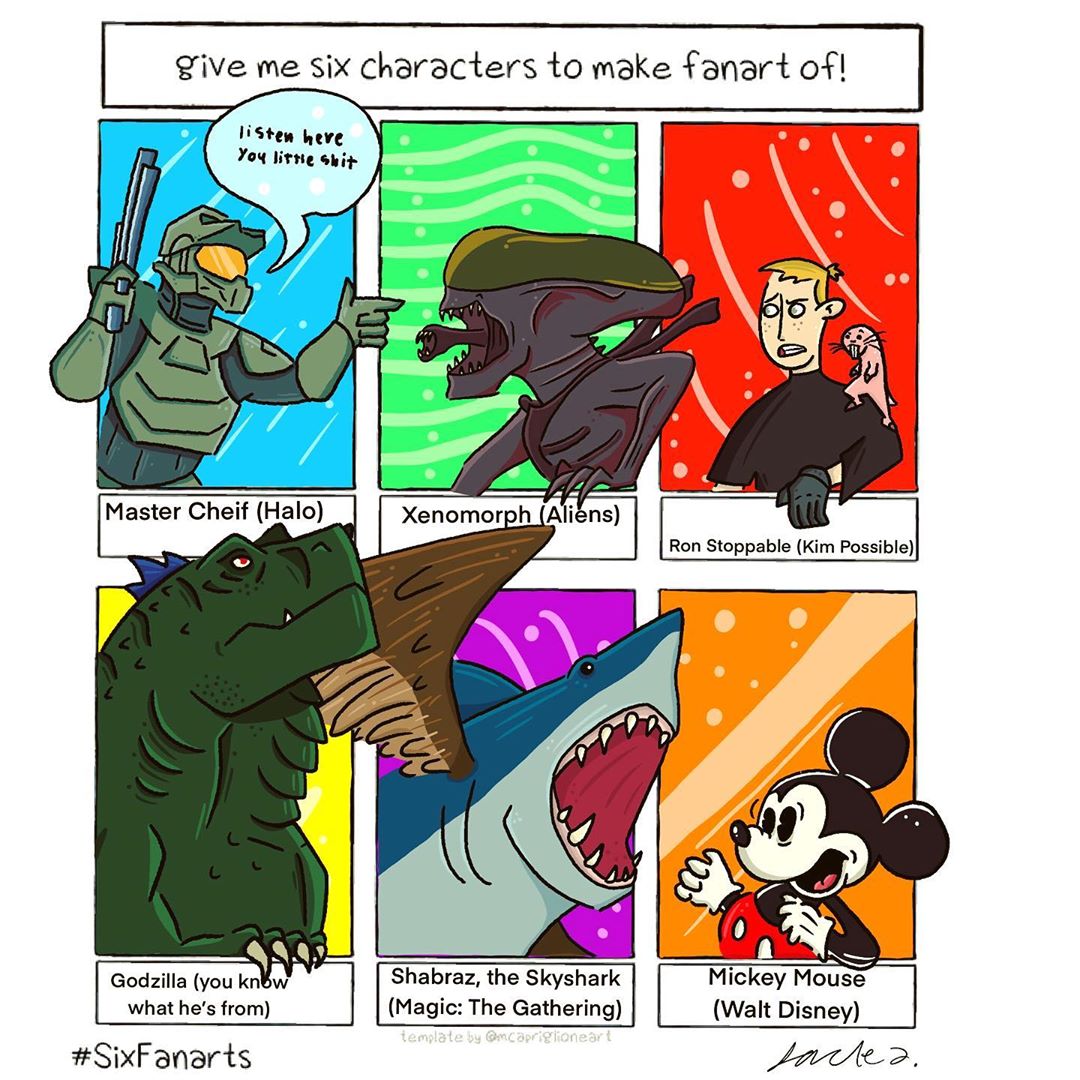 give me six characters to make fanart of!
listen here
you little shit
Master Cheif (Halo)
Xenomorph (Aliens)
Ron Stoppable (Kim Possible)
Godzilla (you know
what he's from)
Shabraz, the Skyshark
(Magic: The Gathering)
Mickey Mouse
(Walt Disney)
template by @mcapriglioneart
#SixFanarts